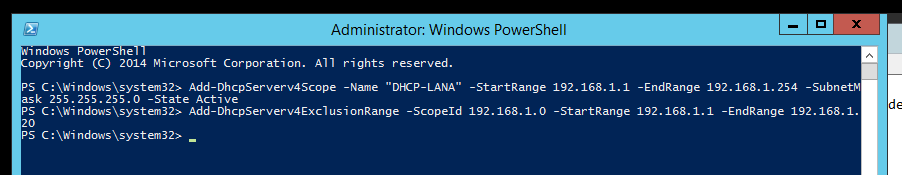 Administrator: Windows PowerShell
Windows PowerShell
Copyright (C) 2014 Microsoft Corporation. All rights reserved.
PS C:\Windows\system32> Add-DhcpServerv4Scope -Name "DHCP-LANA" -StartRange 192.168.1.1 -EndRange 192.168.1.254 -SubnetM
ask 255.255.255.0 -State Active
PS C:\Windows\system32> Add-DhcpServerv4ExclusionRange -ScopeId 192.168.1.0 -StartRange 192.168.1.1 -EndRange 192.168.1.
20
PS C:\Windows\system32> _
de